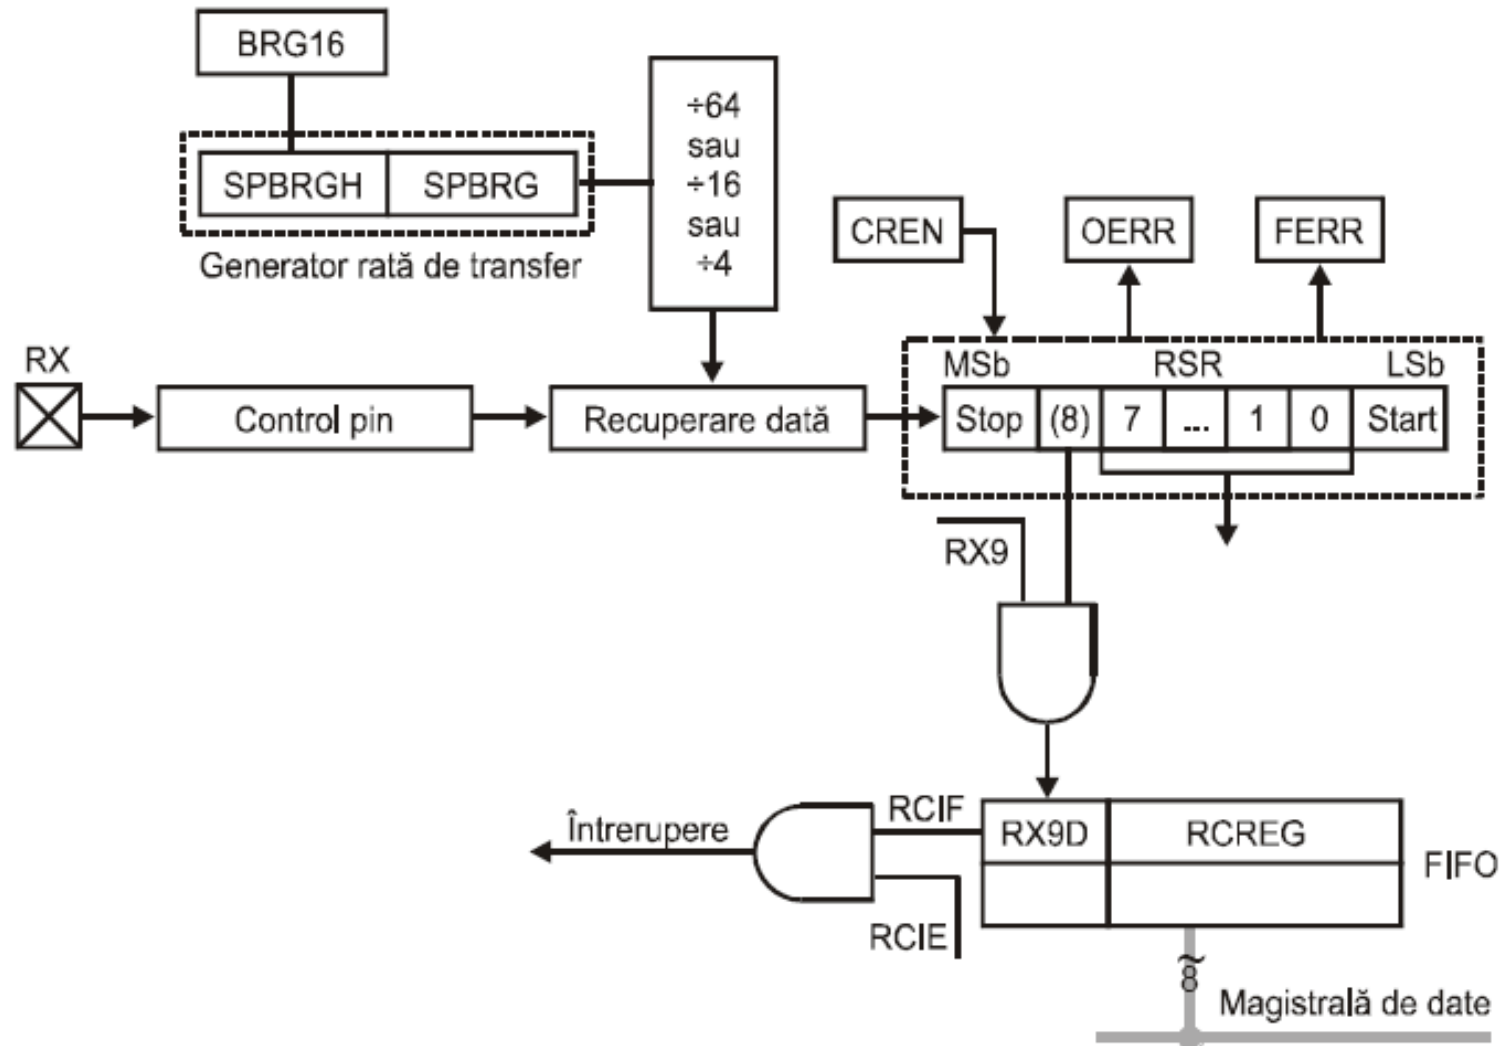 BRG16
SPBRGH SPBRG
Generator rată de transfer
÷64
sau
÷16
sau
÷4
CREN OERR FERR
RX
Control pin
Recuperare dată
MSb RSR LSb
Stop (8) 7 ... 1 0 Start
RX9
Întrerupere
RCIF
RCIE
RX9D RCREG
FIFO
8
Magistrală de date